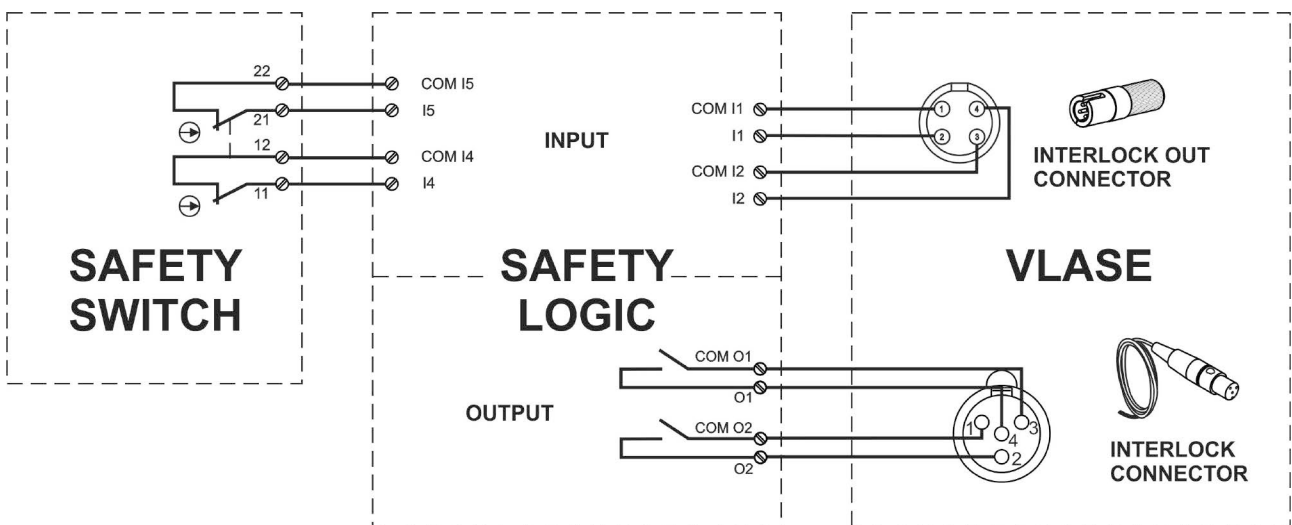 22
21
12
11
SAFETY
SWITCH
COM I5
I5
COM I4
I4
INPUT
COM I1
I1
COM I2
I2
SAFETY
LOGIC
OUTPUT
COM O1
O1
COM O2
O2
1
4
2
3
INTERLOCK OUT
CONNECTOR
VLASE
1
3
4
2
INTERLOCK
CONNECTOR